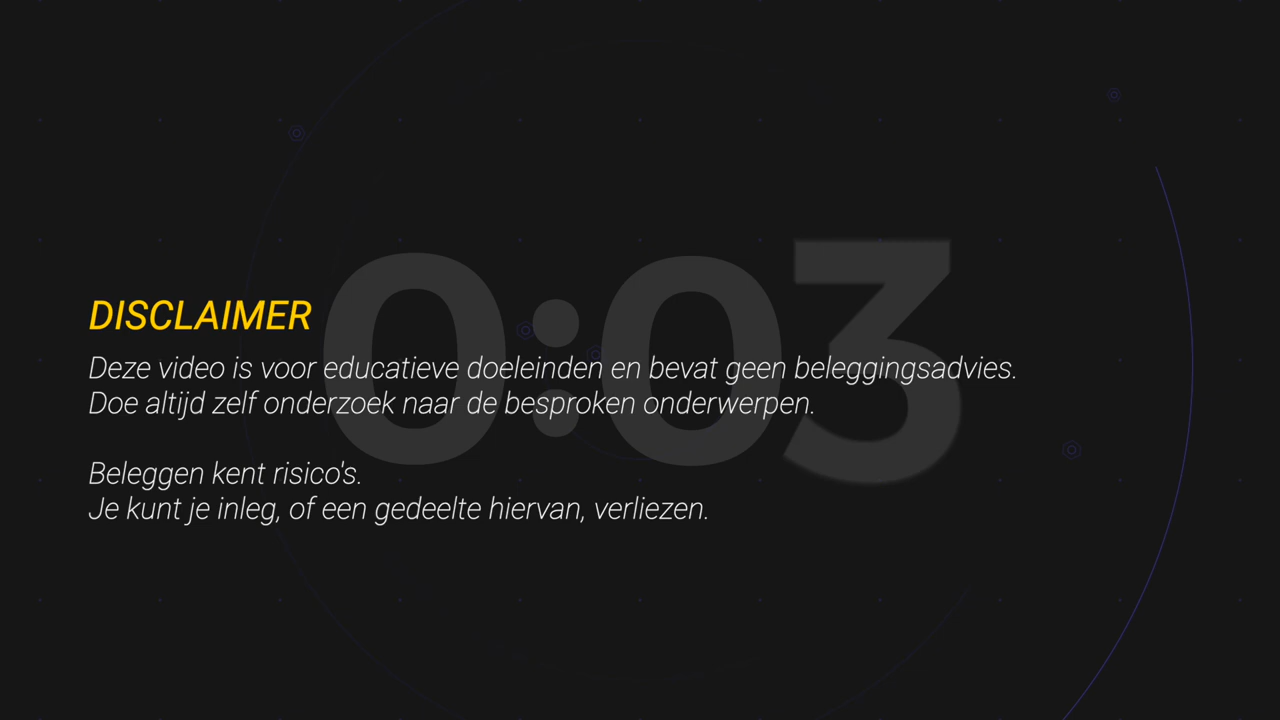 0:03
DISCLAIMER
Deze video is voor educatieve doeleinden en bevat geen beleggingsadvies.
Doe altijd zelf onderzoek naar de besproken onderwerpen.
Beleggen kent risico's.
Je kunt je inleg, of een gedeelte hiervan, verliezen.